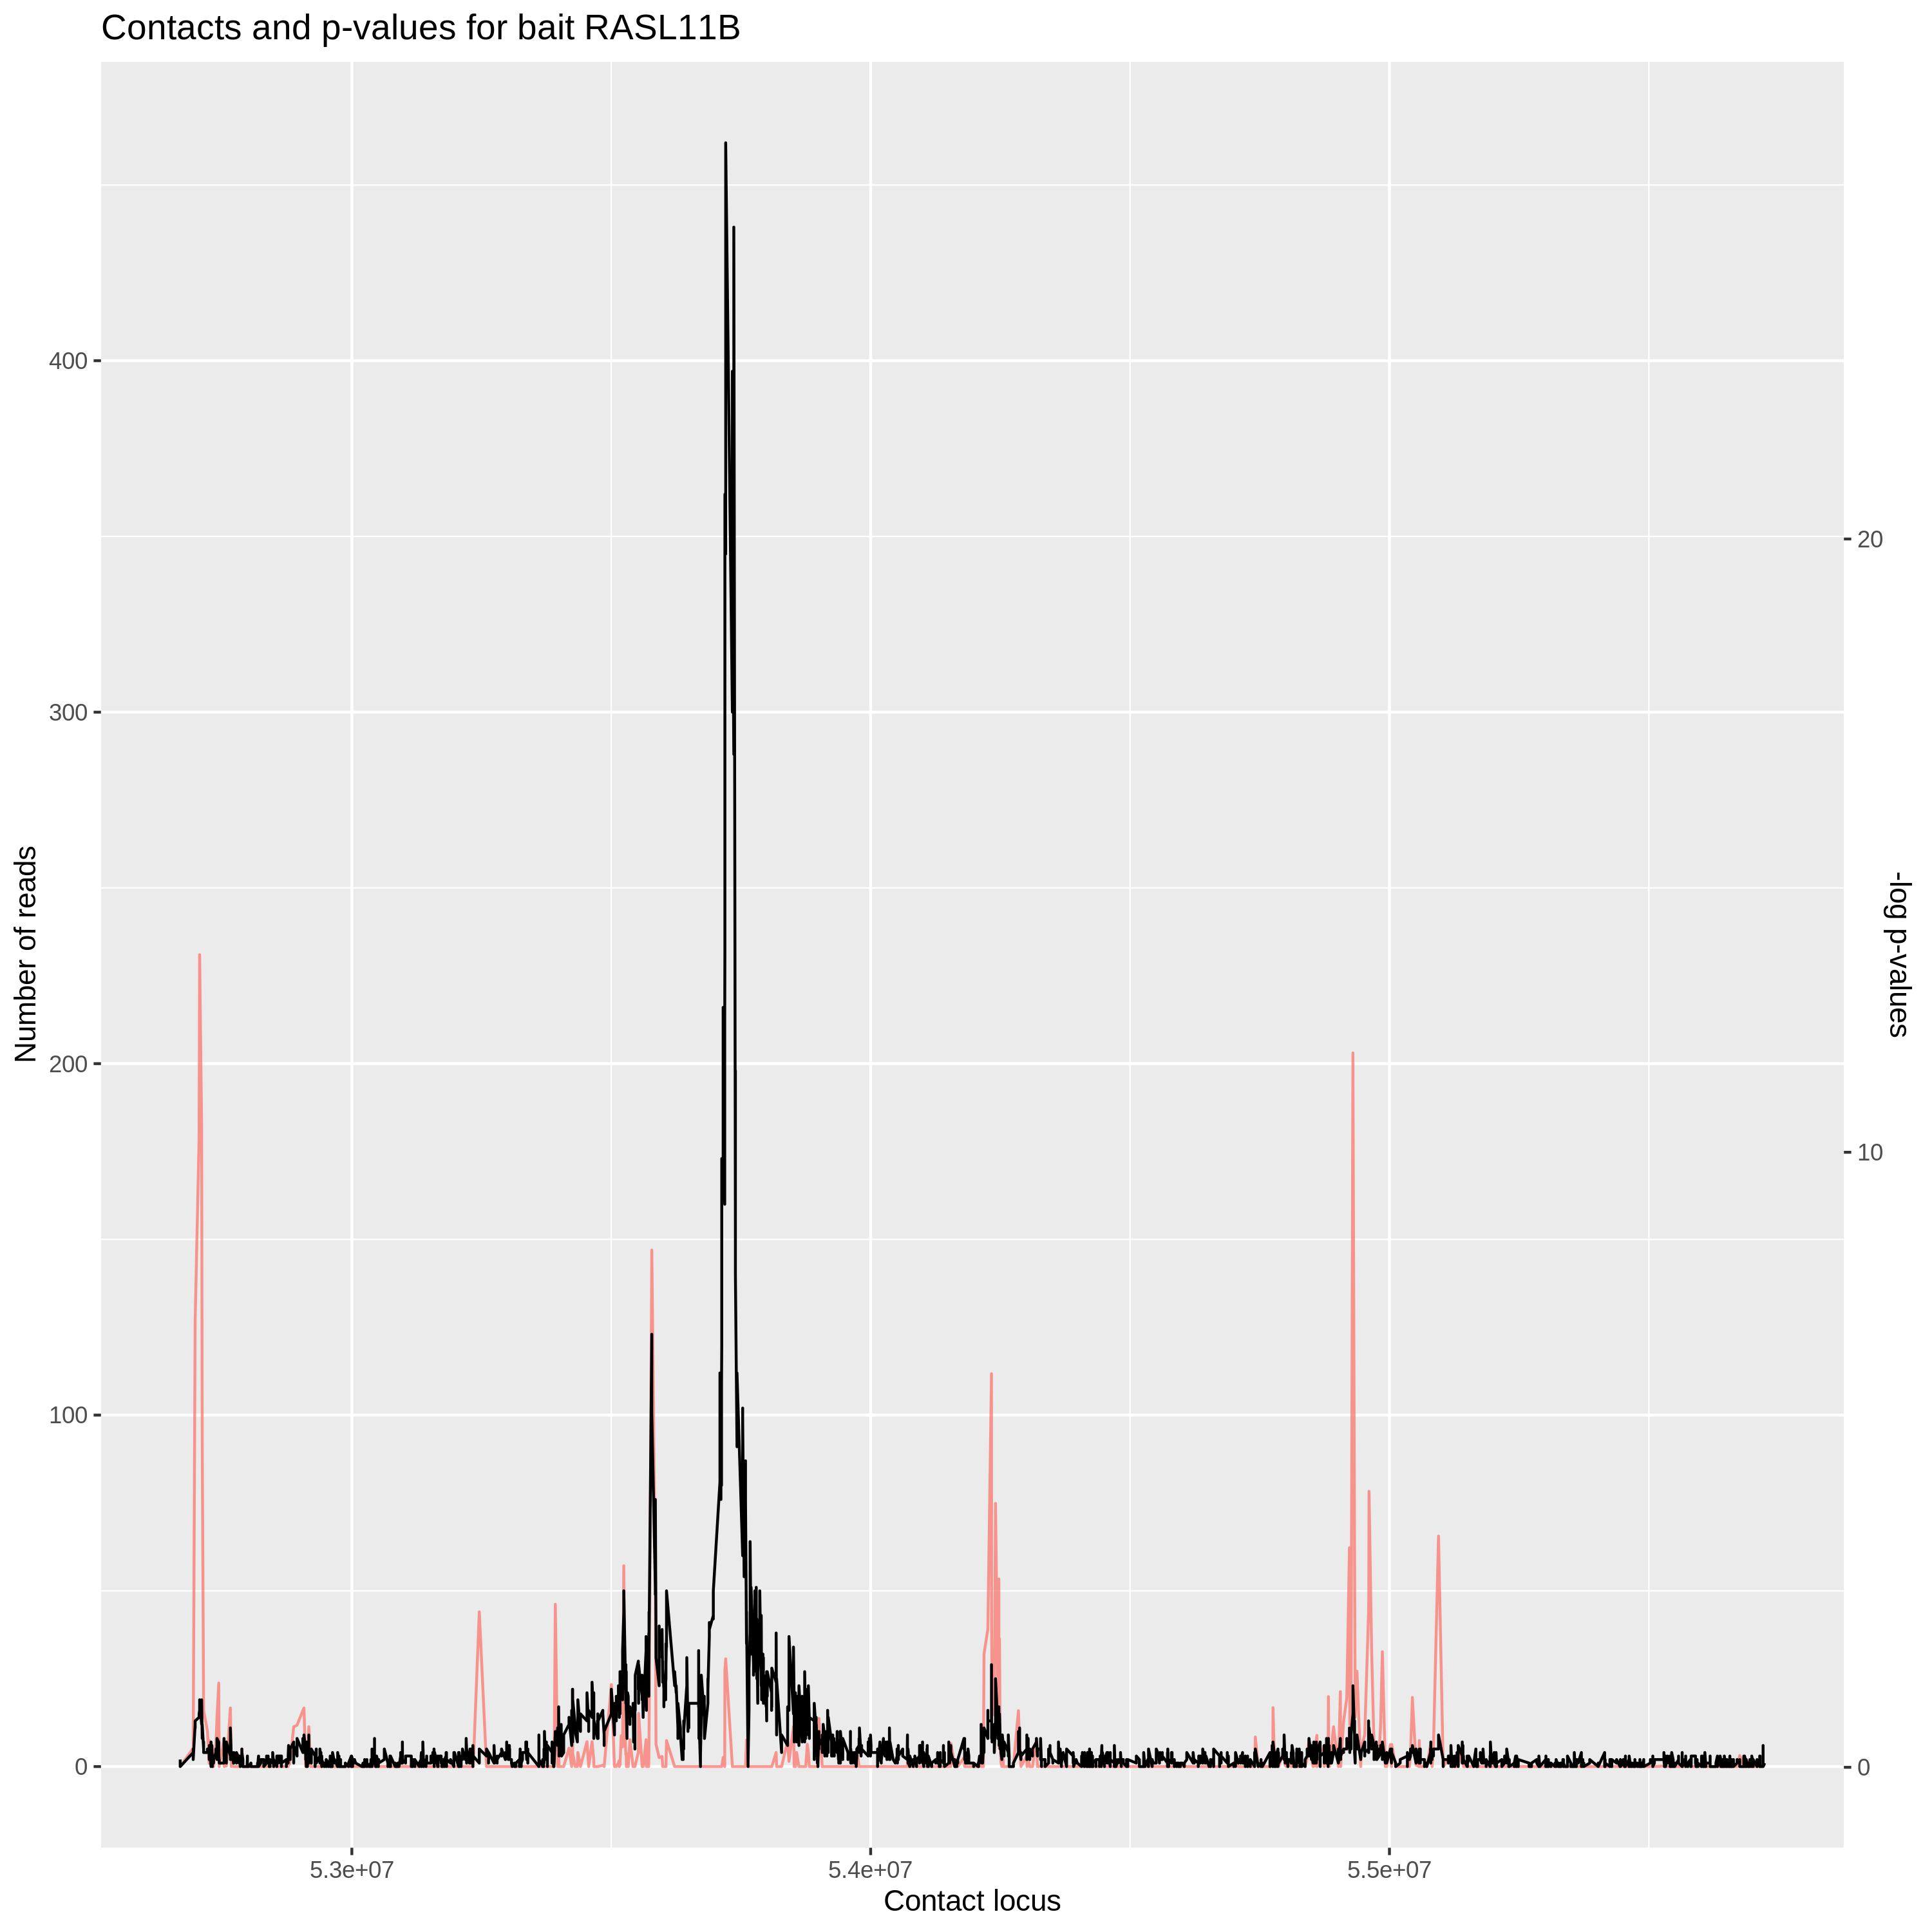 Contacts and p-values for bait RASL11B
Number of reads
400
300
200
100
0
20
10
0
-log p-values
5.3e+07
5.4e+07
5.5e+07
Contact locus